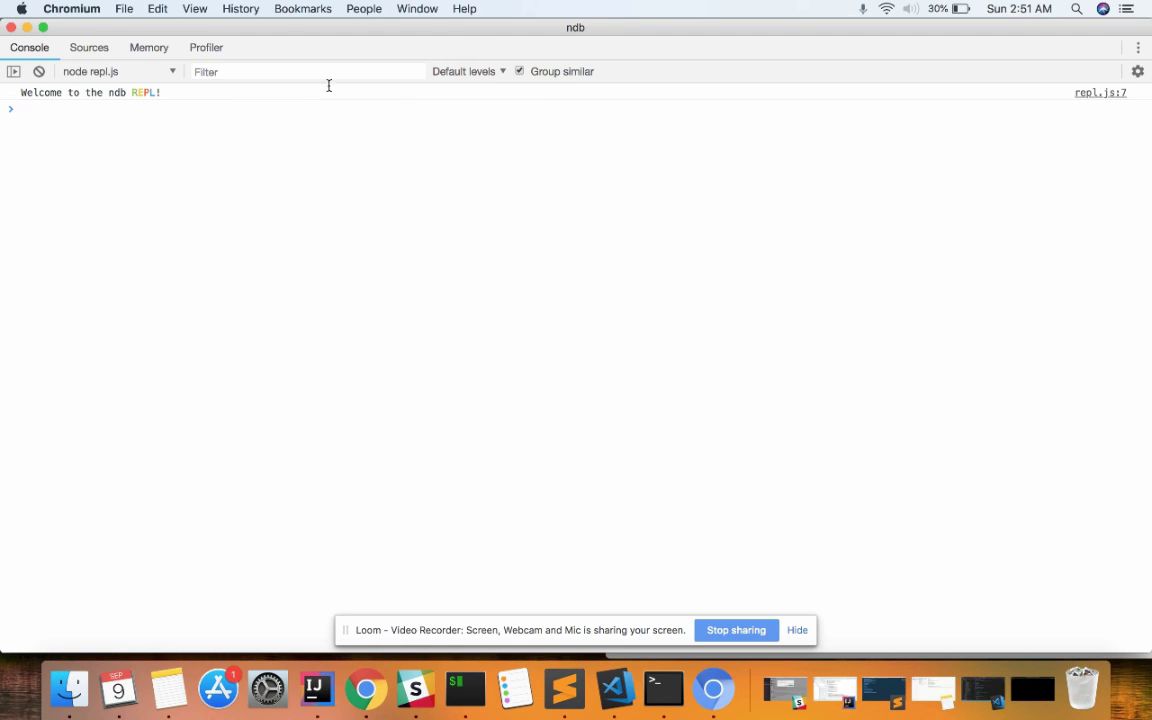 Chromium File Edit View History Bookmarks People Window Help 30% Sun 2:51 AM
ndb
Console Sources Memory Profiler
node repl.js Filter Default levels Group similar
Welcome to the ndb REPL! repl.js:7
>
Loom - Video Recorder: Screen, Webcam and Mic is sharing your screen. Stop sharing Hide
SEP
9
1
IJ
S
$
>_